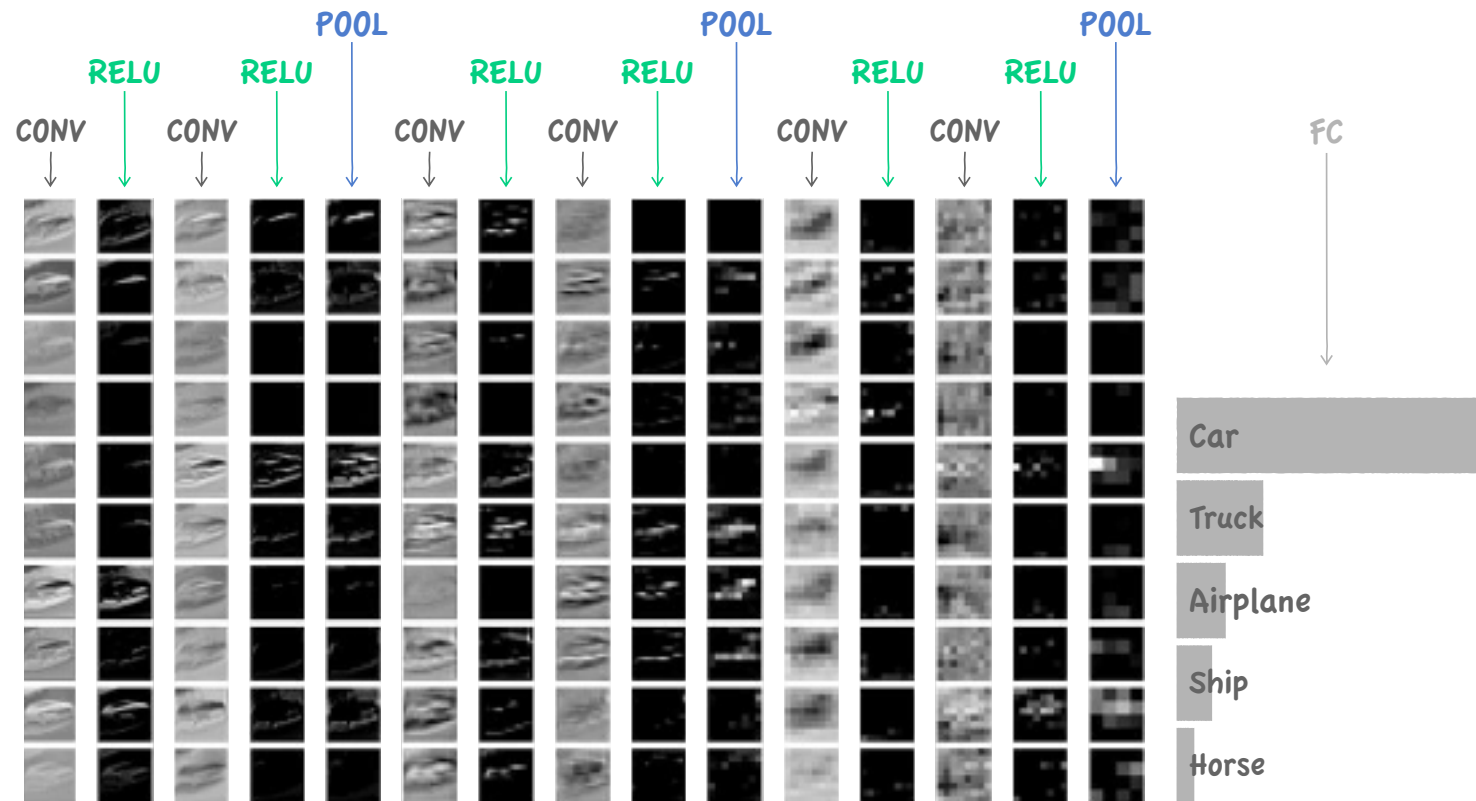 POOL POOL POOL
RELU RELU RELU RELU RELU RELU
CONV CONV CONV CONV CONV CONV FC
Car
Truck
Airplane
Ship
Horse